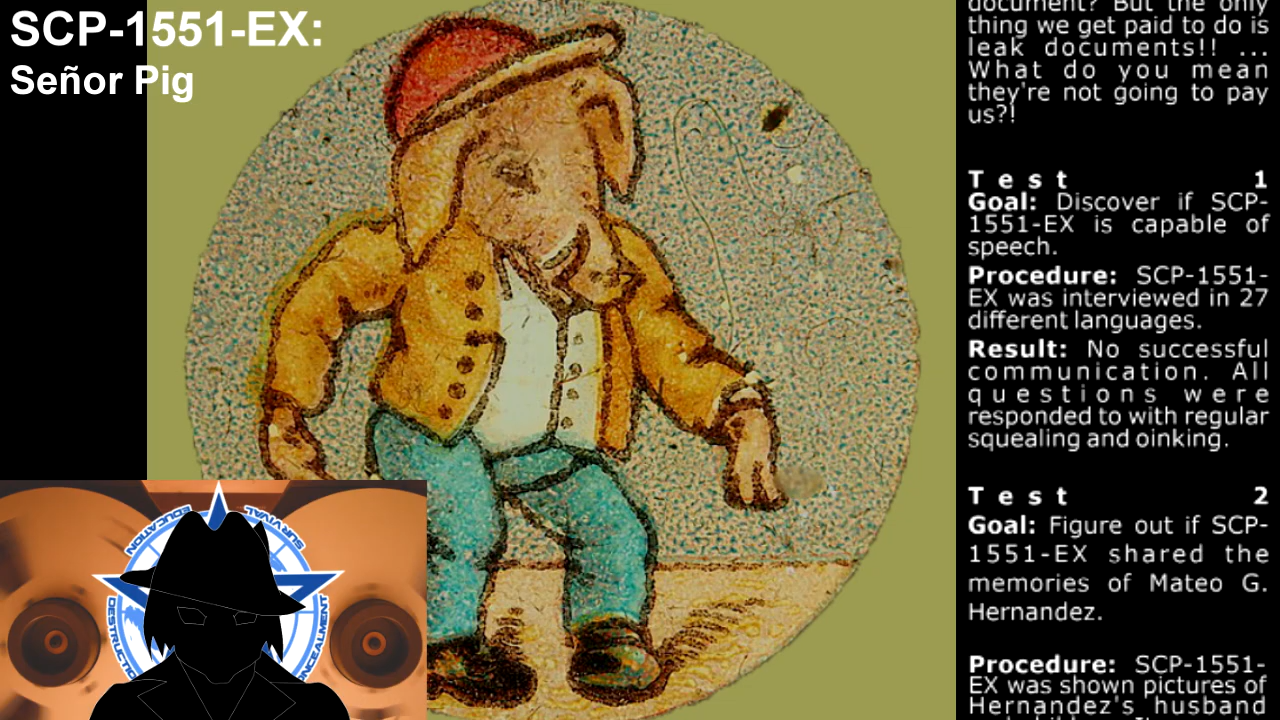 SCP-1551-EX:
Señor Pig
document? But the only
thing we get paid to do is
leak documents!! ...
What do you mean
they're not going to pay
us?!
Test 1
Goal: Discover if SCP-
1551-EX is capable of
speech.
Procedure: SCP-1551-
EX was interviewed in 27
different languages.
Result: No successful
communication. All
questions were
responded to with regular
squealing and oinking.
Test 2
Goal: Figure out if SCP-
1551-EX shared the
memories of Mateo G.
Hernandez.
Procedure: SCP-1551-
EX was shown pictures of
Hernandez's husband
EDUCATION
SURVIVAL